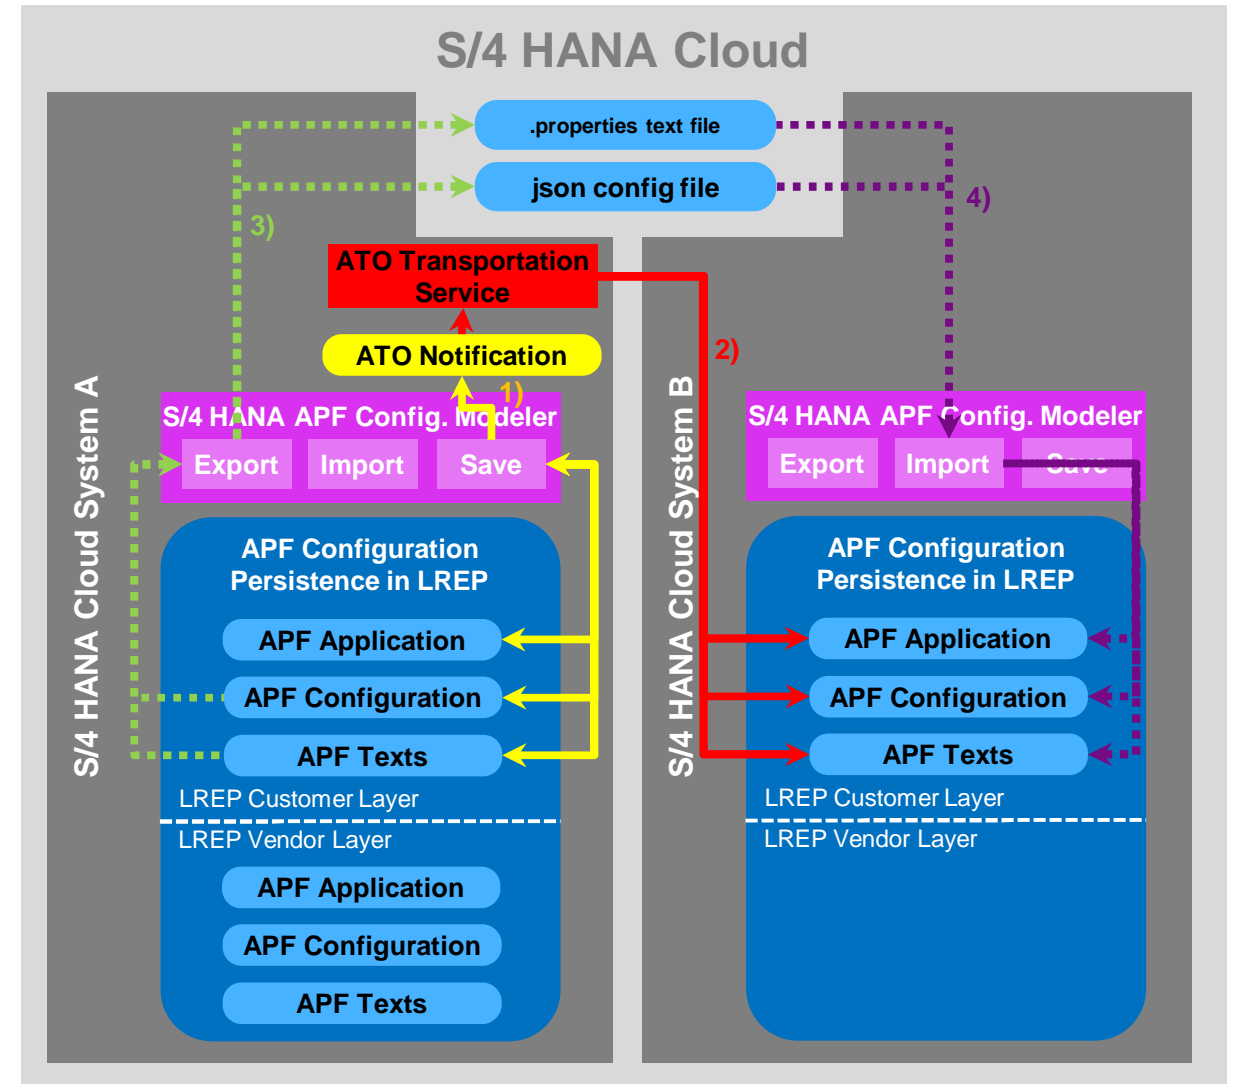 S/4 HANA Cloud
.properties text file
json config file
3)
4)
ATO Transportation
Service
ATO Notification
1)
2)
S/4 HANA Cloud System A
S/4 HANA APF Config. Modeler
Export
Import
Save
APF Configuration
Persistence in LREP
APF Application
APF Configuration
APF Texts
LREP Customer Layer
LREP Vendor Layer
APF Application
APF Configuration
APF Texts
S/4 HANA Cloud System B
S/4 HANA APF Config. Modeler
Export
Import
Save
APF Configuration
Persistence in LREP
APF Application
APF Configuration
APF Texts
LREP Customer Layer
LREP Vendor Layer